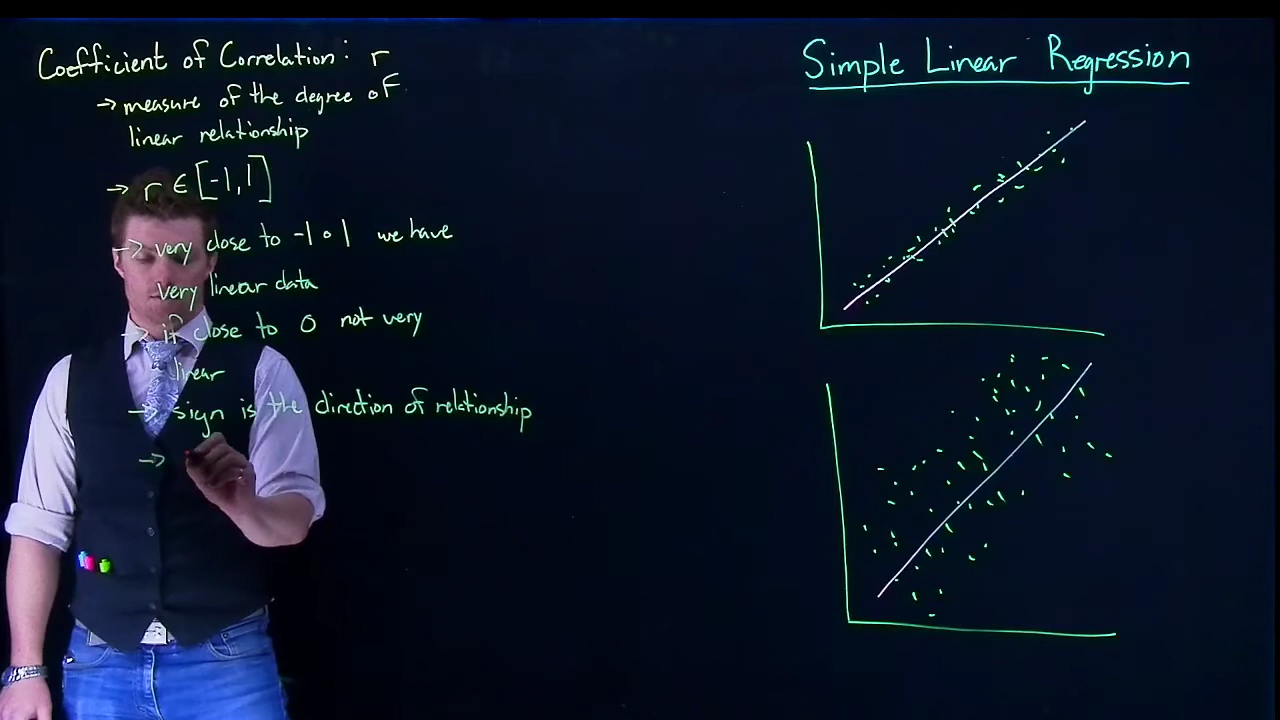 Coefficient of Correlation: r
→ measure of the degree of
linear relationship
→ r ∈ [-1,1]
→ very close to -1 o 1 we have
very linear data
→ if close to 0 not very
linear
→ sign is the direction of relationship
→
Simple Linear Regression